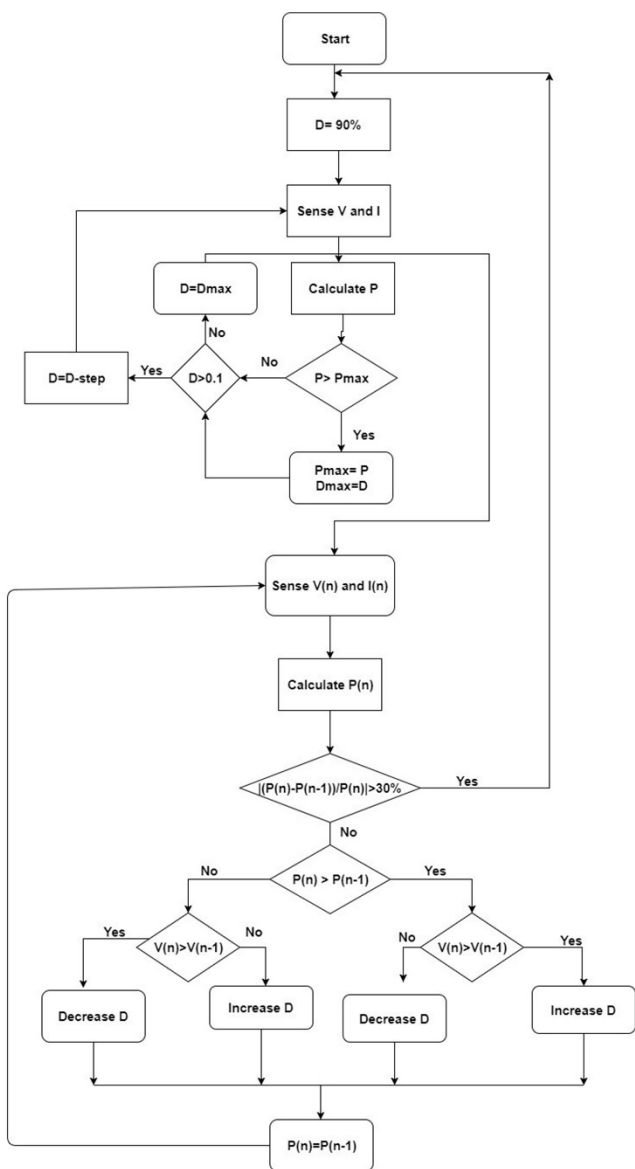 Start
D= 90%
Sense V and I
D=Dmax
Calculate P
No
D=D-step
Yes
D>0.1
No
P> Pmax
Yes
Pmax= P
Dmax=D
Sense V(n) and I(n)
Calculate P(n)
|(P(n)-P(n-1))/P(n)|>30%
Yes
No
No
P(n) > P(n-1)
Yes
Yes
V(n)>V(n-1)
No
No
V(n)>V(n-1)
Yes
Decrease D
Increase D
Decrease D
Increase D
P(n)=P(n-1)